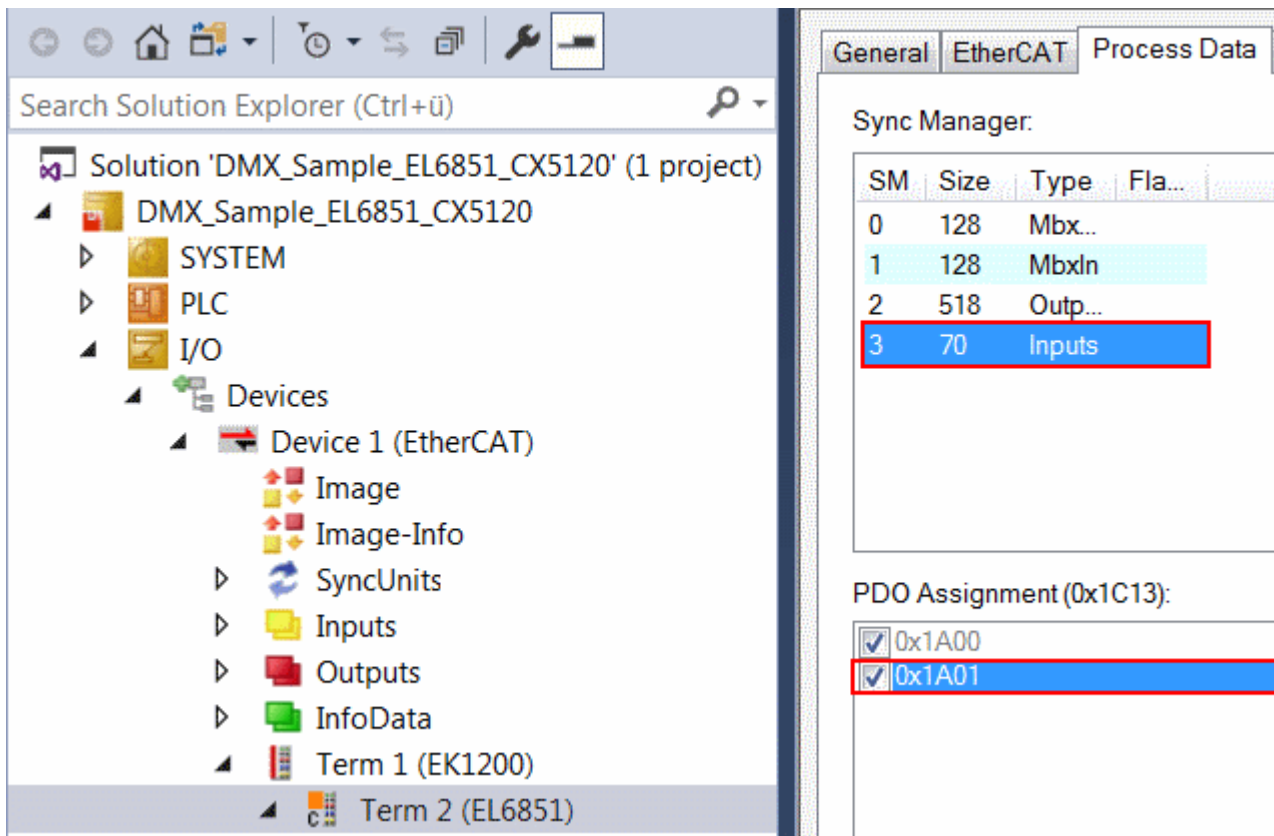 Search Solution Explorer (Ctrl+ü)
Solution 'DMX_Sample_EL6851_CX5120' (1 project)
DMX_Sample_EL6851_CX5120
SYSTEM
PLC
I/O
Devices
Device 1 (EtherCAT)
Image
Image-Info
SyncUnits
Inputs
Outputs
InfoData
Term 1 (EK1200)
Term 2 (EL6851)
General EtherCAT Process Data
Sync Manager:
SM Size Type Fla...
0 128 Mbx...
1 128 MbxIn
2 518 Outp...
3 70 Inputs
PDO Assignment (0x1C13):
0x1A00
0x1A01